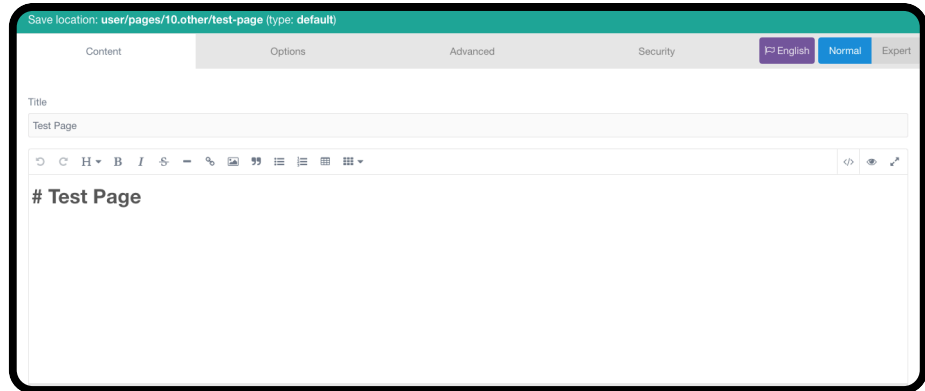 Save location: user/pages/10.other/test-page (type: default)
Content Options Advanced Security English Normal Expert
Title
Test Page
H B I S
# Test Page